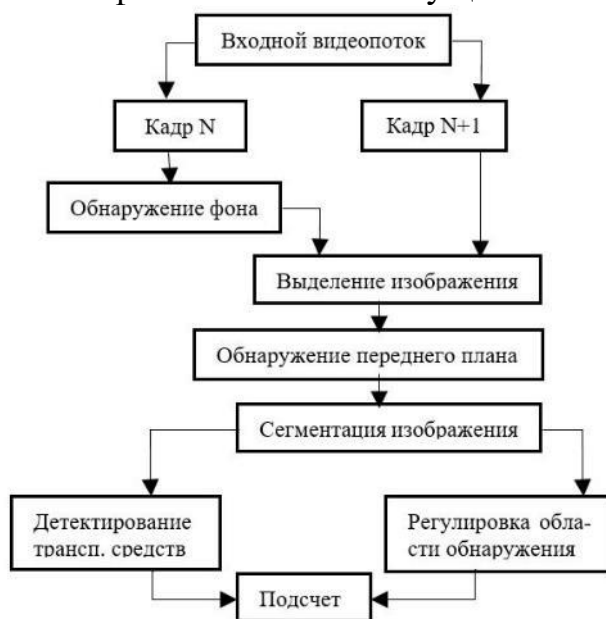 Входной видеопоток
Кадр N
Кадр N+1
Обнаружение фона
Выделение изображения
Обнаружение переднего плана
Сегментация изображения
Детектирование
трансп. средств
Регулировка обла-
сти обнаружения
Подсчет